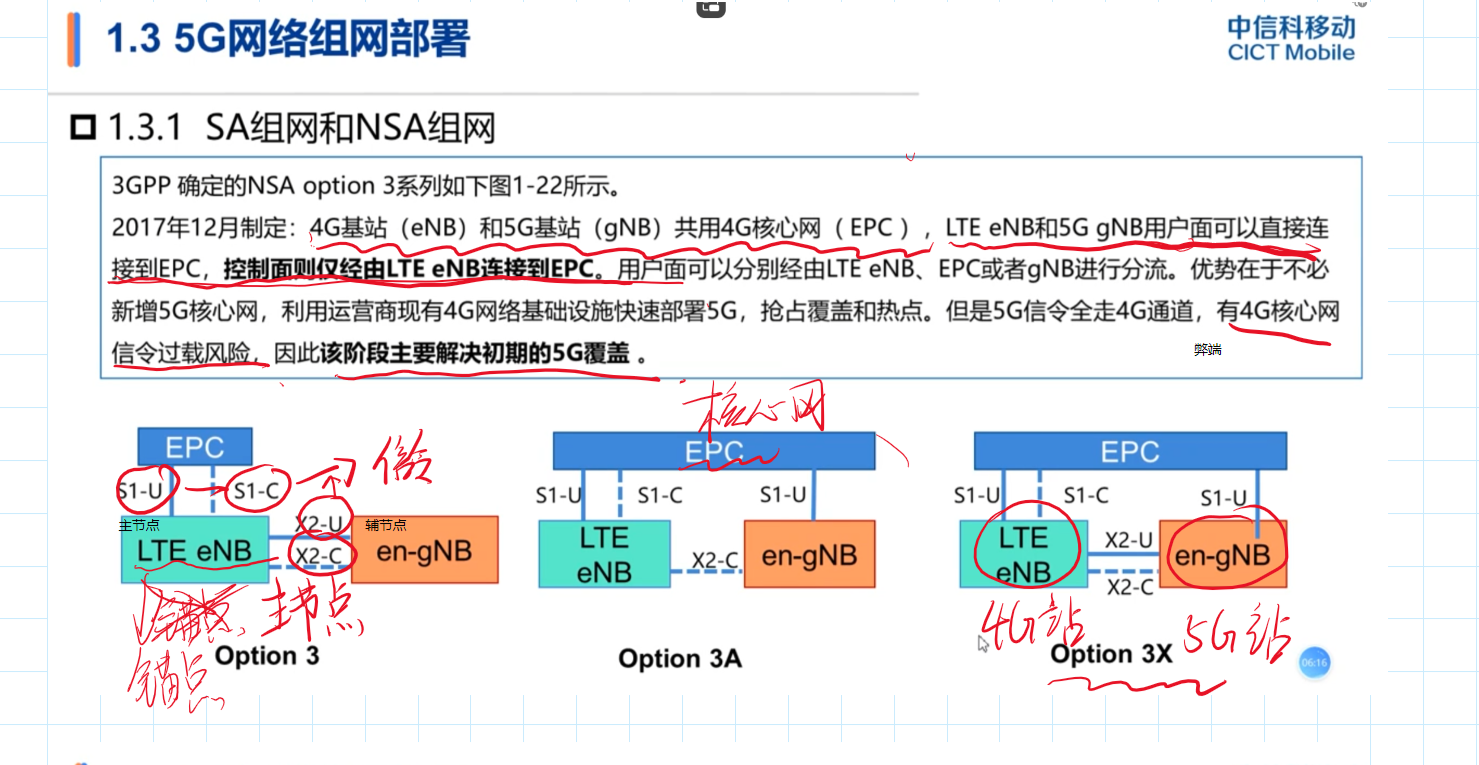 1.3 5G网络组网部署
中信科移动
CICT Mobile
1.3.1 SA组网和NSA组网
3GPP 确定的NSA option 3系列如下图1-22所示。
2017年12月制定：4G基站（eNB）和5G基站（gNB）共用4G核心网（EPC），LTE eNB和5G gNB用户面可以直接连
接到EPC，控制面则仅经由LTE eNB连接到EPC。用户面可以分别经由LTE eNB、EPC或者gNB进行分流。优势在于不必
新增5G核心网，利用运营商现有4G网络基础设施快速部署5G，抢占覆盖和热点。但是5G信令全走4G通道，有4G核心网
信令过载风险，因此该阶段主要解决初期的5G覆盖 。
弊端
核心网
EPC
S1-U
S1-C
X2-U
X2-C
主节点
辅节点
LTE eNB
en-gNB
主节点
锚点
Option 3
EPC
S1-U
S1-C
S1-U
LTE
eNB
X2-C
en-gNB
Option 3A
EPC
S1-U
S1-C
S1-U
LTE
eNB
X2-U
X2-C
en-gNB
4G站
5G站
Option 3X
06:16